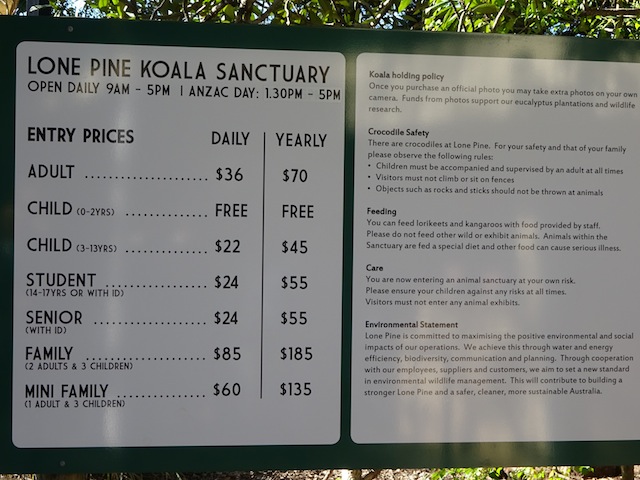 LONE PINE KOALA SANCTUARY
OPEN DAILY 9AM - 5PM | ANZAC DAY: 1.30PM - 5PM
ENTRY PRICES DAILY YEARLY
ADULT .................... $36 $70
CHILD (0-2YRS) ............. FREE FREE
CHILD (3-13YRS) ............. $22 $45
STUDENT .................. $24 $55
(14-17YRS OR WITH ID)
SENIOR .................. $24 $55
(WITH ID)
FAMILY .................... $85 $185
(2 ADULTS & 3 CHILDREN)
MINI FAMILY ............... $60 $135
(1 ADULT & 3 CHILDREN)
Koala holding policy
Once you purchase an official photo you may take extra photos on your own
camera. Funds from photos support our eucalyptus plantations and wildlife
research.
Crocodile Safety
There are crocodiles at Lone Pine. For your safety and that of your family
please observe the following rules:
• Children must be accompanied and supervised by an adult at all times
• Visitors must not climb or sit on fences
• Objects such as rocks and sticks should not be thrown at animals
Feeding
You can feed lorikeets and kangaroos with food provided by staff.
Please do not feed other wild or exhibit animals. Animals within the
Sanctuary are fed a special diet and other food can cause serious illness.
Care
You are now entering an animal sanctuary at your own risk.
Please ensure your children against any risks at all times.
Visitors must not enter any animal exhibits.
Environmental Statement
Lone Pine is committed to maximising the positive environmental and social
impacts of our operations. We achieve this through water and energy
efficiency, biodiversity, communication and planning. Through cooperation
with our employees, suppliers and customers, we aim to set a new standard
in environmental wildlife management. This will contribute to building a
stronger Lone Pine and a safer, cleaner, more sustainable Australia.